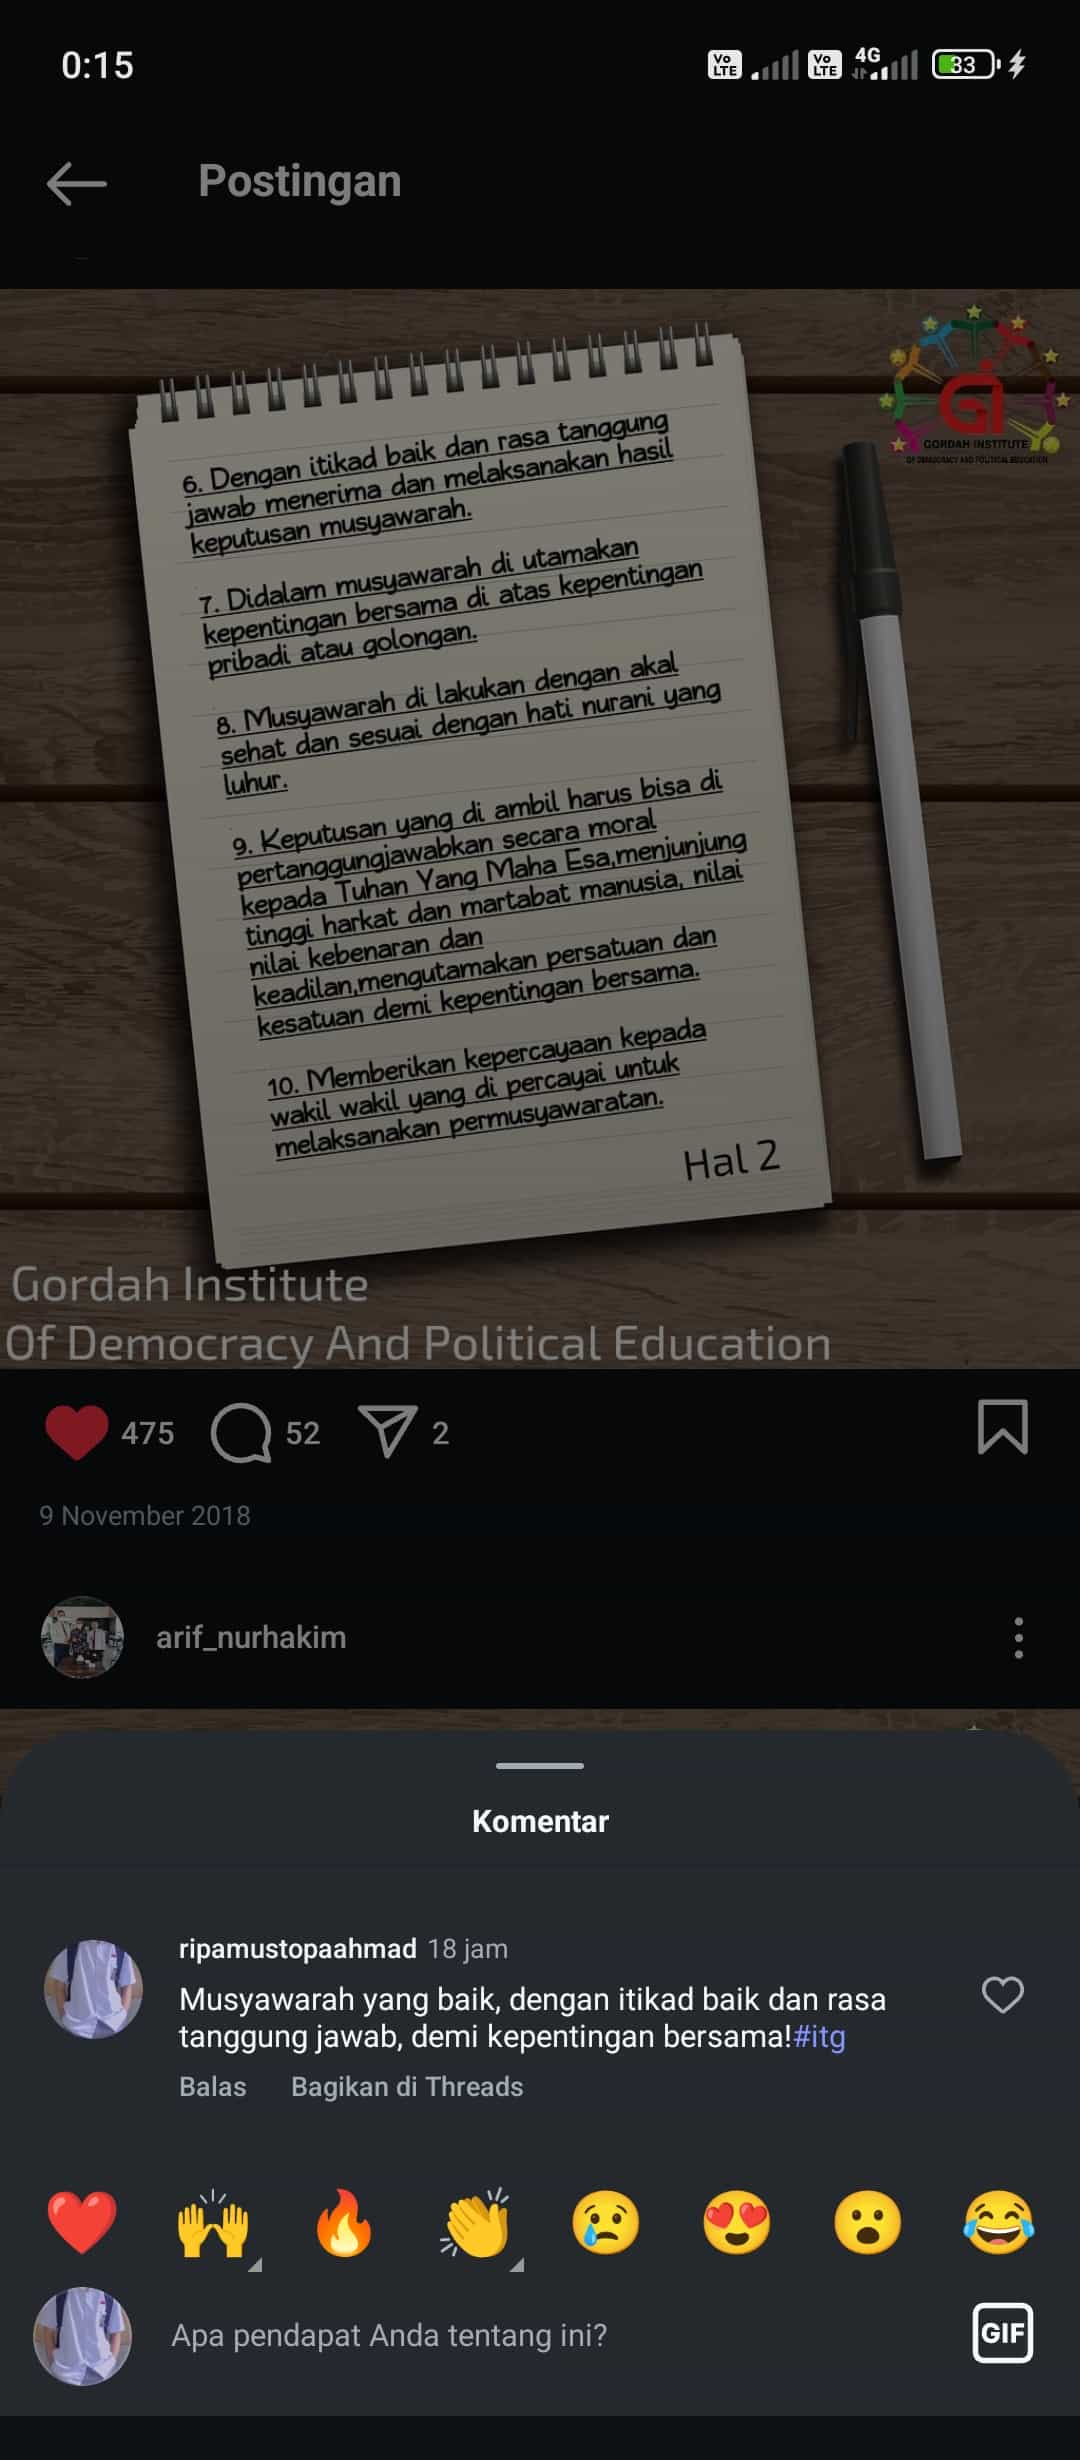 0:15
Vo LTE Vo LTE 4G 33
Postingan
GI
GORDAH INSTITUTE
OF DEMOCRACY AND POLITICAL EDUCATION
6. Dengan itikad baik dan rasa tanggung
jawab menerima dan melaksanakan hasil
keputusan musyawarah.
7. Didalam musyawarah di utamakan
kepentingan bersama di atas kepentingan
pribadi atau golongan.
8. Musyawarah di lakukan dengan akal
sehat dan sesuai dengan hati nurani yang
luhur.
9. Keputusan yang di ambil harus bisa di
pertanggungjawabkan secara moral
kepada Tuhan Yang Maha Esa,menjunjung
tinggi harkat dan martabat manusia, nilai
nilai kebenaran dan
keadilan,mengutamakan persatuan dan
kesatuan demi kepentingan bersama.
10. Memberikan kepercayaan kepada
wakil wakil yang di percayai untuk
melaksanakan permusyawaratan.
Hal 2
Gordah Institute
Of Democracy And Political Education
475 52 2
9 November 2018
arif_nurhakim
Komentar
ripamustopaahmad 18 jam
Musyawarah yang baik, dengan itikad baik dan rasa
tanggung jawab, demi kepentingan bersama!#itg
Balas Bagikan di Threads
Apa pendapat Anda tentang ini?
GIF